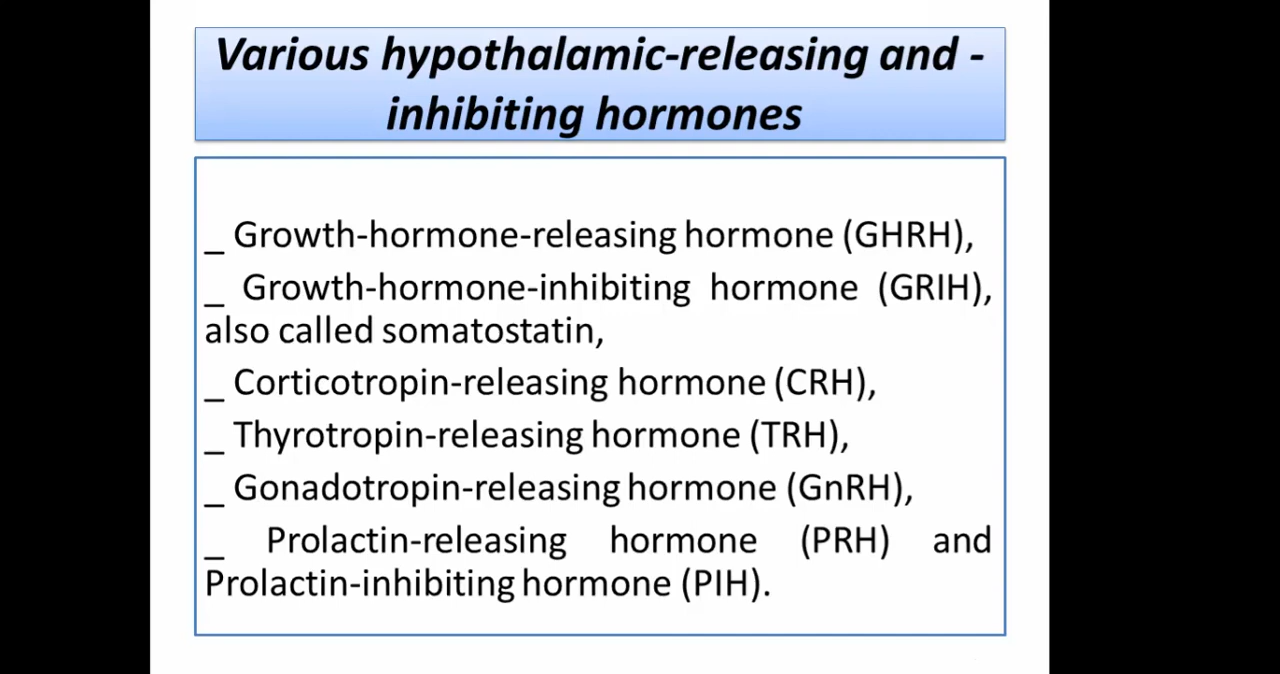 Various hypothalamic-releasing and -
inhibiting hormones
_ Growth-hormone-releasing hormone (GHRH),
_ Growth-hormone-inhibiting hormone (GRIH),
also called somatostatin,
_ Corticotropin-releasing hormone (CRH),
_ Thyrotropin-releasing hormone (TRH),
_ Gonadotropin-releasing hormone (GnRH),
_ Prolactin-releasing hormone (PRH) and
Prolactin-inhibiting hormone (PIH).